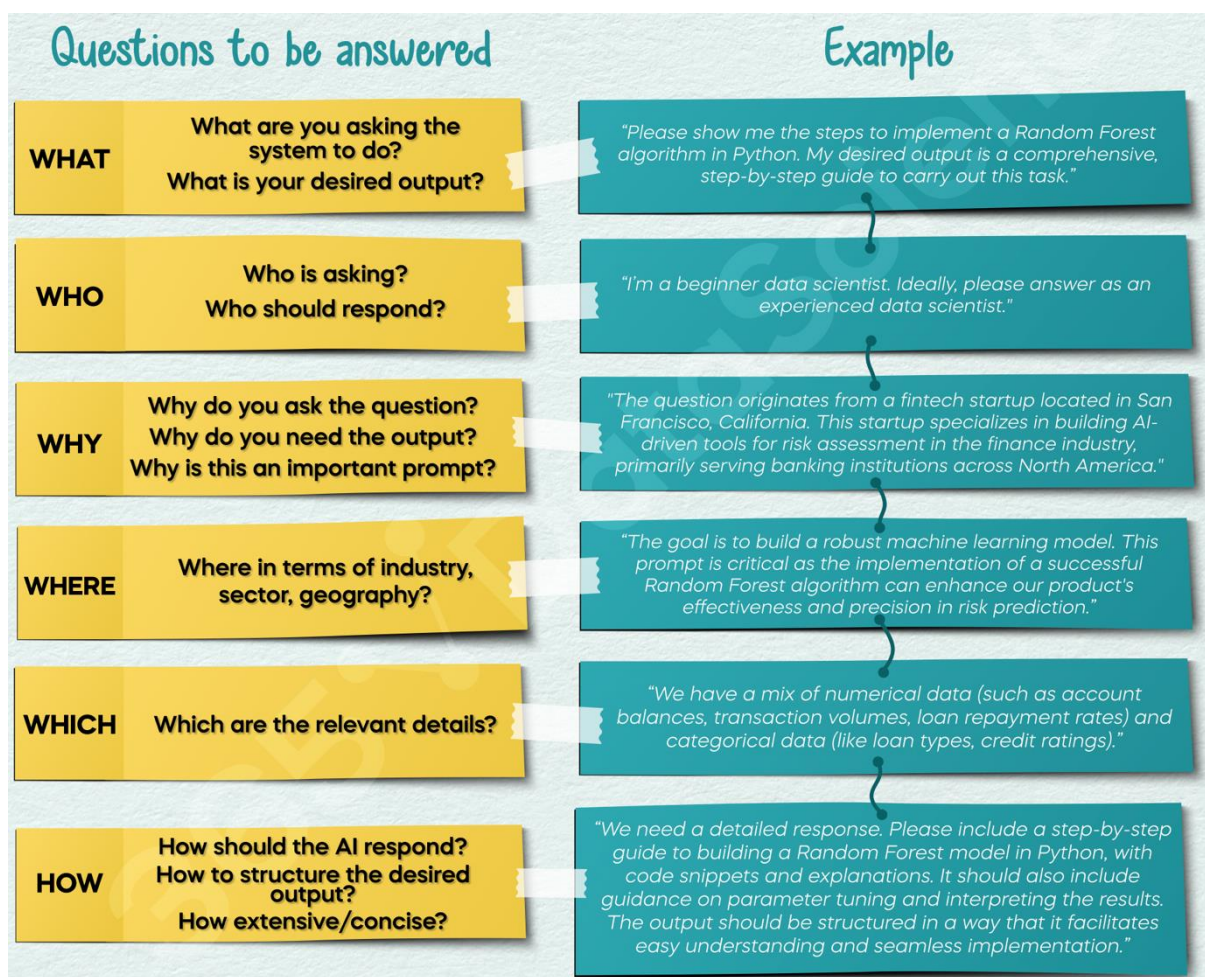 Questions to be answered
Example
WHAT
What are you asking the
system to do?
What is your desired output?
“Please show me the steps to implement a Random Forest
algorithm in Python. My desired output is a comprehensive,
step-by-step guide to carry out this task.”
WHO
Who is asking?
Who should respond?
“I’m a beginner data scientist. Ideally, please answer as an
experienced data scientist."
WHY
Why do you ask the question?
Why do you need the output?
Why is this an important prompt?
"The question originates from a fintech startup located in San
Francisco, California. This startup specializes in building AI-
driven tools for risk assessment in the finance industry,
primarily serving banking institutions across North America."
WHERE
Where in terms of industry,
sector, geography?
“The goal is to build a robust machine learning model. This
prompt is critical as the implementation of a successful
Random Forest algorithm can enhance our product's
effectiveness and precision in risk prediction.”
WHICH
Which are the relevant details?
“We have a mix of numerical data (such as account
balances, transaction volumes, loan repayment rates) and
categorical data (like loan types, credit ratings).”
HOW
How should the AI respond?
How to structure the desired
output?
How extensive/concise?
“We need a detailed response. Please include a step-by-step
guide to building a Random Forest model in Python, with
code snippets and explanations. It should also include
guidance on parameter tuning and interpreting the results.
The output should be structured in a way that it facilitates
easy understanding and seamless implementation.”